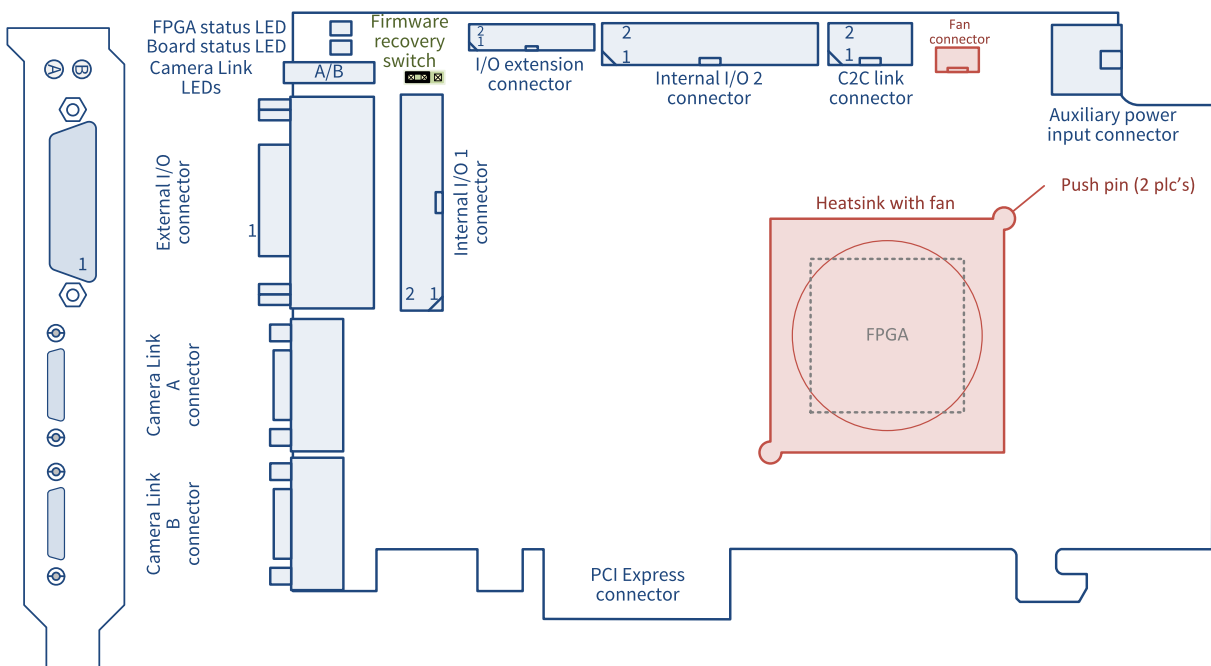 FPGA status LED
Board status LED
Camera Link
LEDs
A/B
Firmware
recovery
switch
2
1
I/O extension
connector
2
1
Internal I/O 2
connector
2
1
C2C link
connector
Fan
connector
Auxiliary power
input connector
A
B
1
External I/O
connector
1
Internal I/O 1
connector
2
1
Push pin (2 plc's)
Heatsink with fan
FPGA
Camera Link
A
connector
Camera Link
B
connector
PCI Express
connector